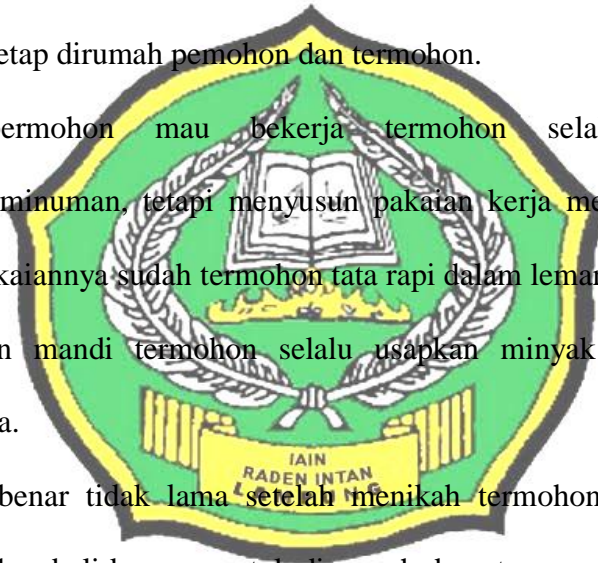 etap dirumah pemohon dan termohon.
ermohon mau bekerja termohon sela
minuman, tetapi menyusun pakaian kerja me
kaiannya sudah termohon tata rapi dalam lemar
n mandi termohon selalu usapkan minyak
a.
IAIN
RADEN INTAN
LAMPUNG
benar tidak lama setelah menikah termohon